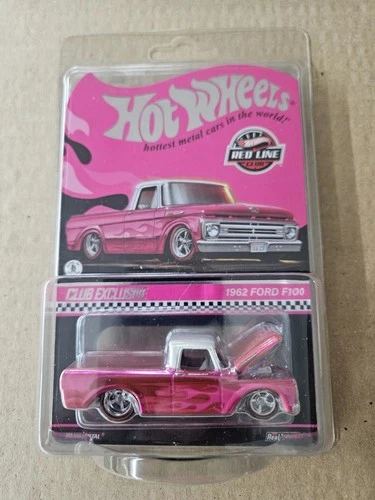 Hot Wheels
hottest metal cars in the world!
RED LINE
CLUB
CLUB EXCLUSIVE
1962 FORD F100